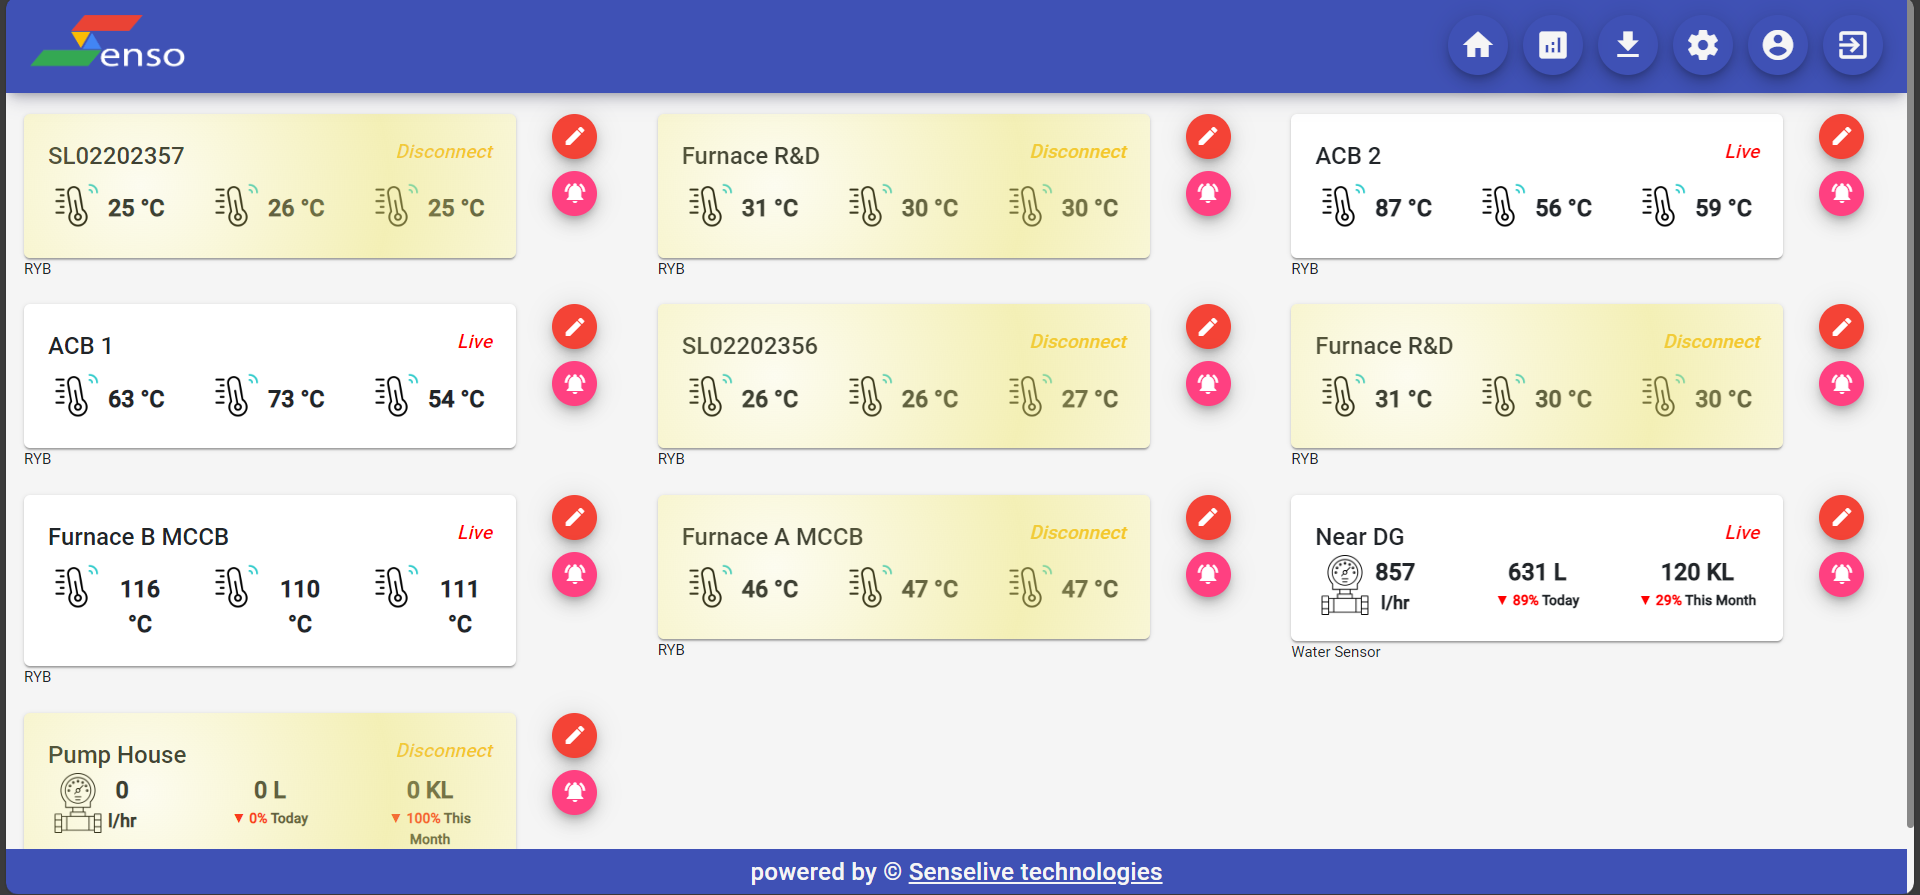 enso
SL02202357
Disconnect
25 °C
26 °C
25 °C
RYB
Furnace R&D
Disconnect
31 °C
30 °C
30 °C
RYB
ACB 2
Live
87 °C
56 °C
59 °C
RYB
ACB 1
Live
63 °C
73 °C
54 °C
RYB
SL02202356
Disconnect
26 °C
26 °C
27 °C
RYB
Furnace R&D
Disconnect
31 °C
30 °C
30 °C
RYB
Furnace B MCCB
Live
116
°C
110
°C
111
°C
RYB
Furnace A MCCB
Disconnect
46 °C
47 °C
47 °C
RYB
Near DG
Live
857
l/hr
631 L
▼ 89% Today
120 KL
▼ 29% This Month
Water Sensor
Pump House
Disconnect
0
l/hr
0 L
▼ 0% Today
0 KL
▼ 100% This
Month
powered by © Senselive technologies